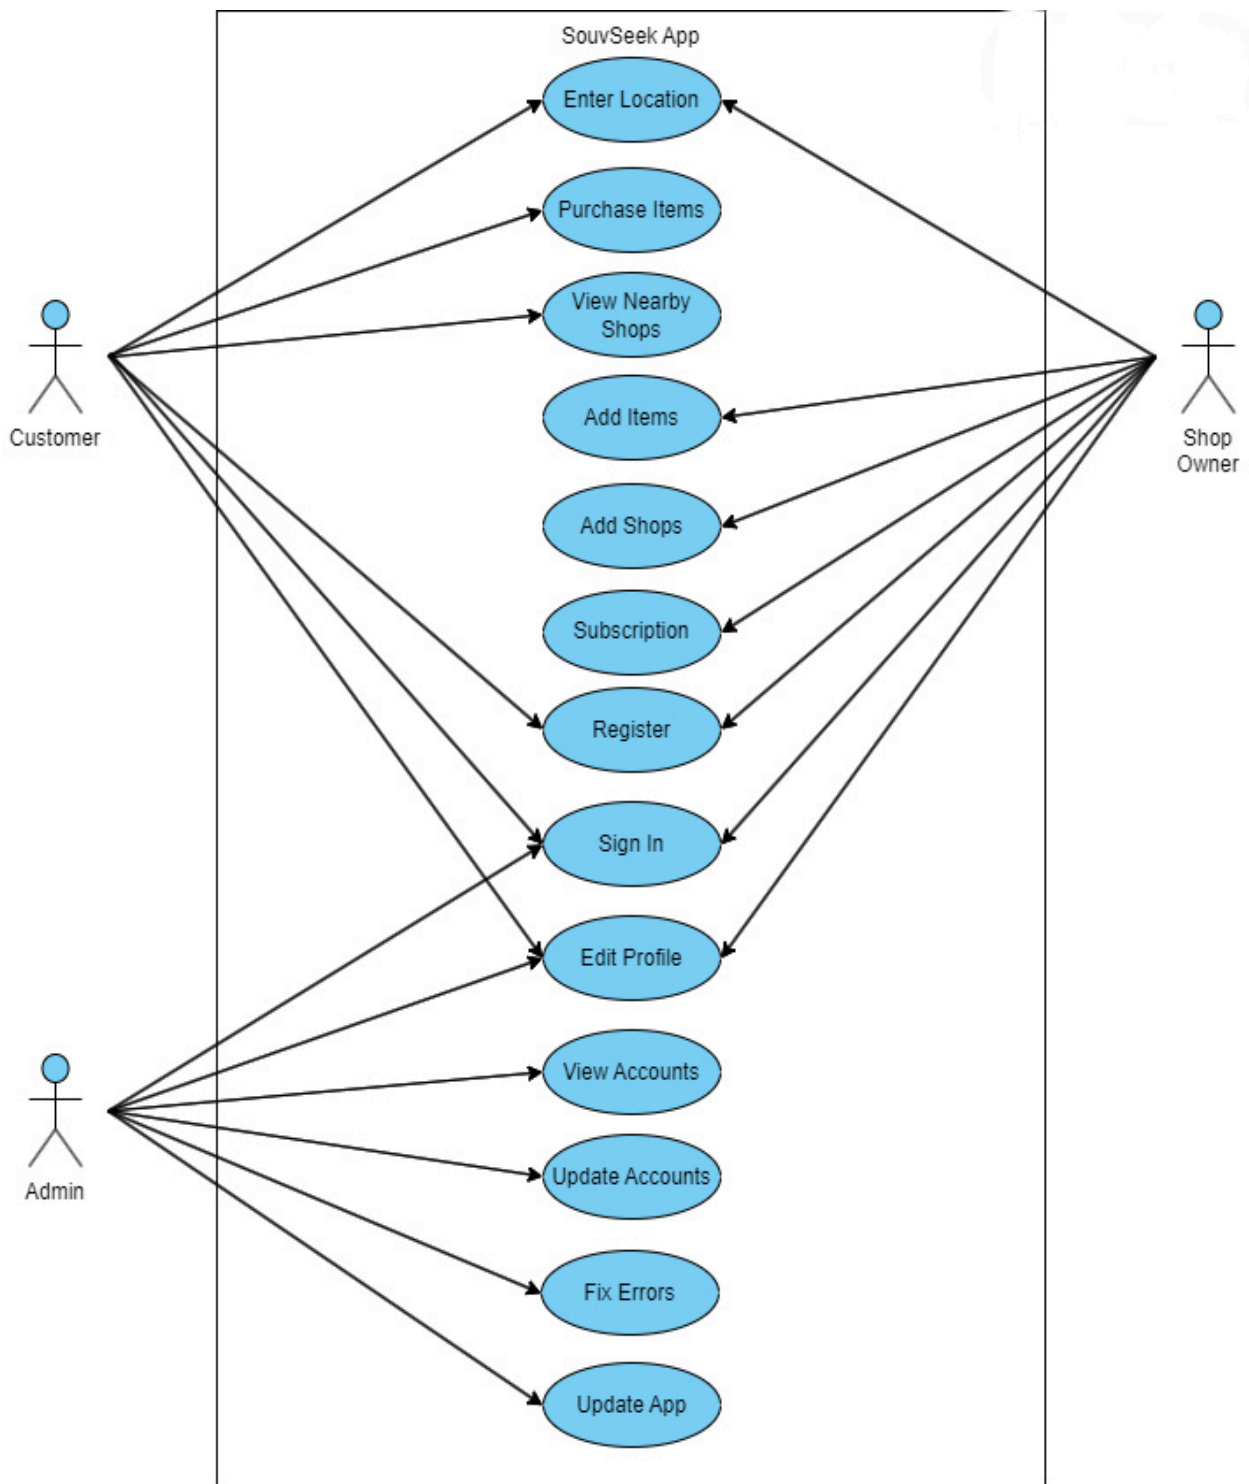 SouvSeek App
Enter Location
Purchase Items
View Nearby
Shops
Customer
Shop
Owner
Add Items
Add Shops
Subscription
Register
Sign In
Edit Profile
View Accounts
Admin
Update Accounts
Fix Errors
Update App